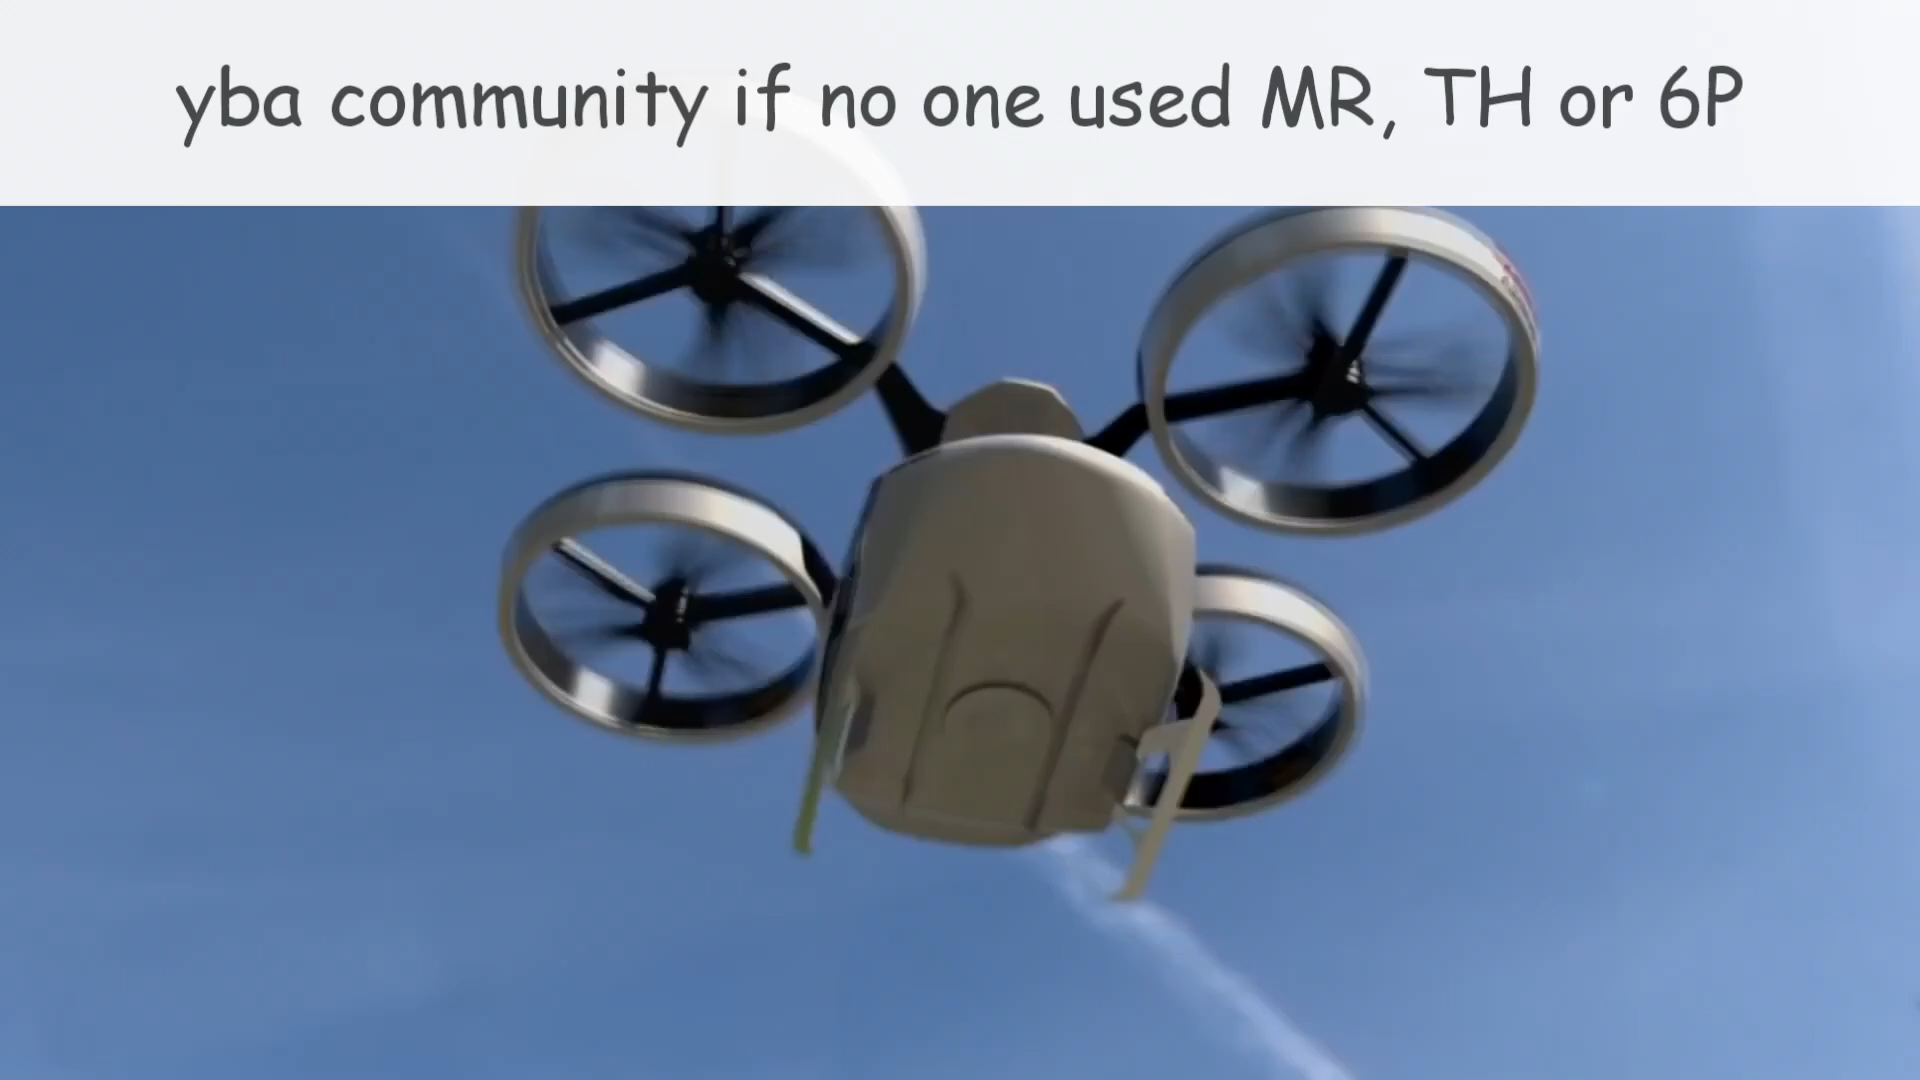 yba community if no one used MR, TH or 6P